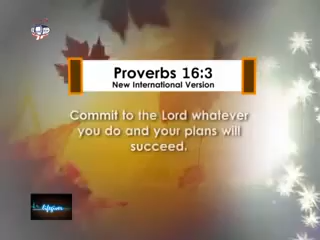 Proverbs 16:3
New International Version
Commit to the Lord whatever
you do and your plans will
succeed.